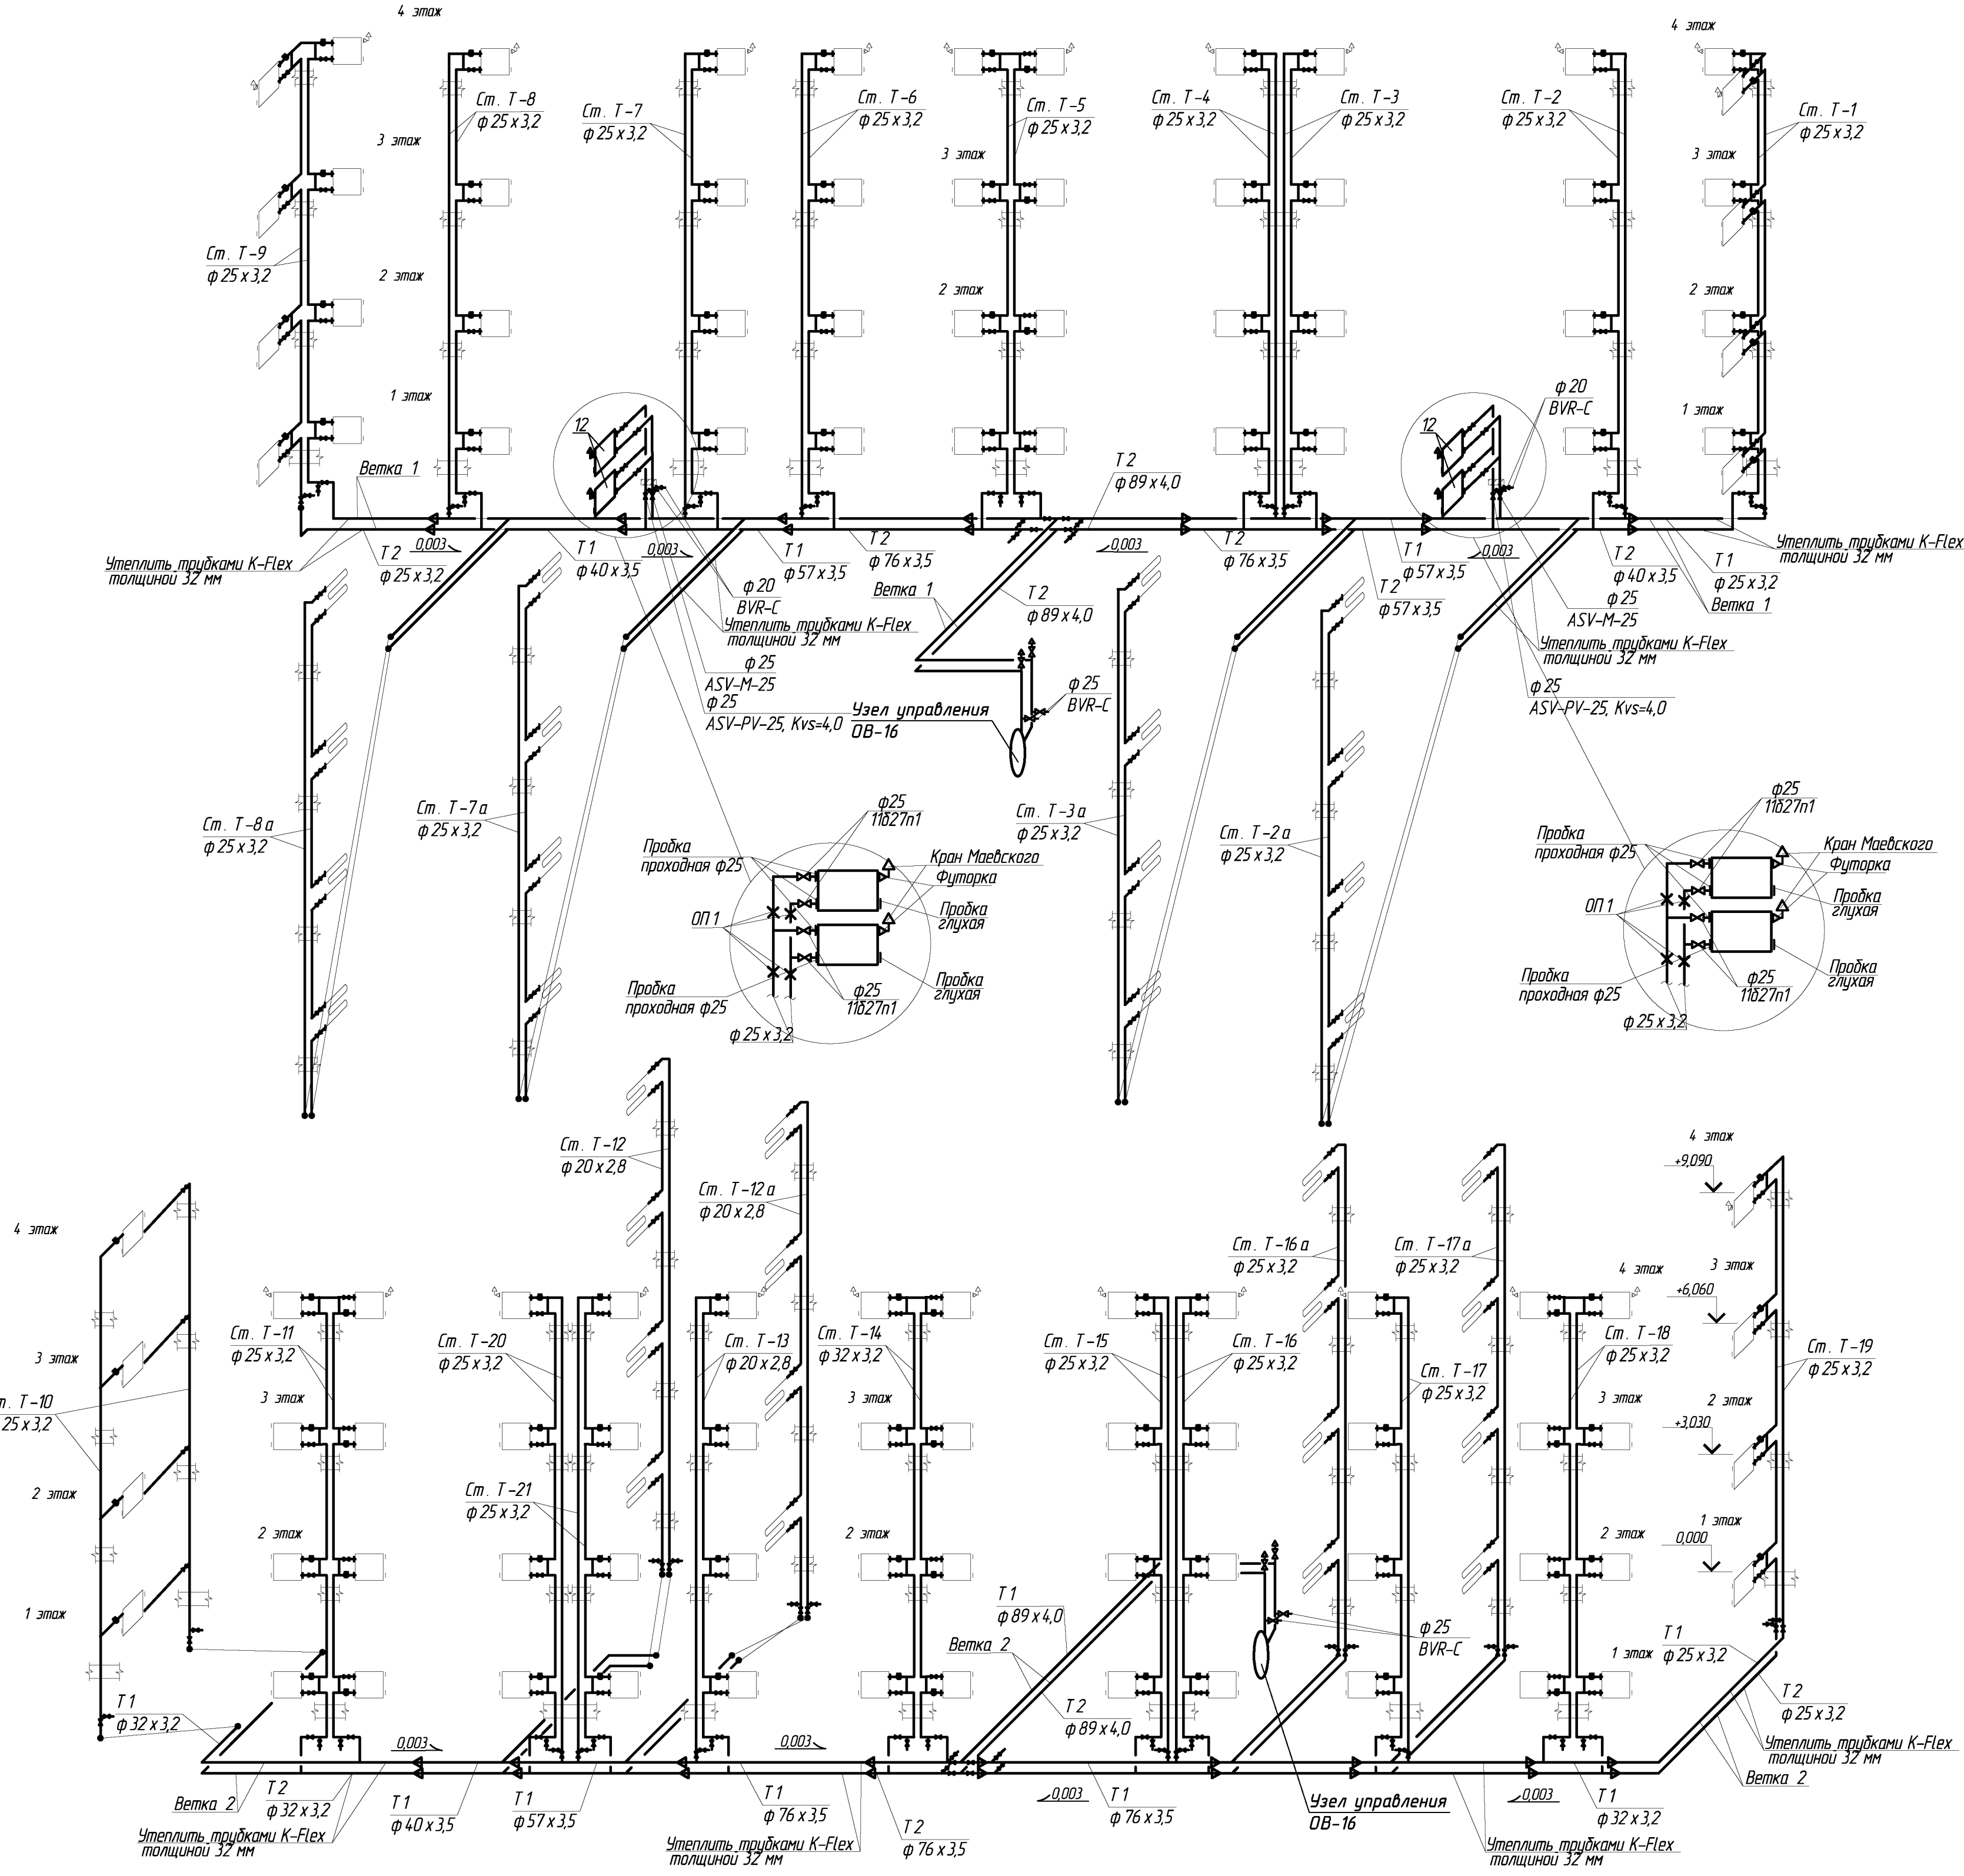 4 этаж
4 этаж
Ст. Т-8
ф 25 х 3,2
Ст. Т-7
ф 25 х 3,2
Ст. Т-6
ф 25 х 3,2
Ст. Т-5
ф 25 х 3,2
Ст. Т-4
ф 25 х 3,2
Ст. Т-3
ф 25 х 3,2
Ст. Т-2
ф 25 х 3,2
Ст. Т-1
ф 25 х 3,2
3 этаж
3 этаж
3 этаж
Ст. Т-9
ф 25 х 3,2
2 этаж
2 этаж
2 этаж
1 этаж
1 этаж
12
12
ф 20
BVR-C
Ветка 1
Т 2
ф 89 х 4,0
Утеплить трубками K-Flex
толщиной 32 мм
Т 2
ф 25 х 3,2
0,003
Т 1
ф 40 х 3,5
0,003
Т 1
ф 57 х 3,5
Т 2
ф 76 х 3,5
0,003
Т 2
ф 76 х 3,5
Т 1
ф 57 х 3,5
0,003
Т 2
ф 40 х 3,5
Т 1
ф 25 х 3,2
Утеплить трубками K-Flex
толщиной 32 мм
ф 20
BVR-C
Утеплить трубками K-Flex
толщиной 32 мм
ф 25
ASV-M-25
ф 25
ASV-PV-25, Kvs=4,0
Ветка 1
Т 2
ф 89 х 4,0
Узел управления
ОВ-16
ф 25
BVR-C
Т 2
ф 57 х 3,5
ф 25
ASV-M-25
Ветка 1
Утеплить трубками K-Flex
толщиной 32 мм
ф 25
ASV-PV-25, Kvs=4,0
Ст. Т-8 а
ф 25 х 3,2
Ст. Т-7 а
ф 25 х 3,2
Ст. Т-3 а
ф 25 х 3,2
Ст. Т-2 а
ф 25 х 3,2
ф25
11б27п1
Пробка
проходная ф25
Кран Маевского
Футорка
ОП 1
Пробка
глухая
Пробка
проходная ф25
ф25
11б27п1
Пробка
глухая
ф 25 х 3,2
ф25
11б27п1
Пробка
проходная ф25
Кран Маевского
Футорка
ОП 1
Пробка
глухая
Пробка
проходная ф25
ф25
11б27п1
Пробка
глухая
ф 25 х 3,2
Ст. Т-12
ф 20 х 2,8
Ст. Т-12 а
ф 20 х 2,8
4 этаж
+9,090
4 этаж
Ст. Т-16 а
ф 25 х 3,2
Ст. Т-17 а
ф 25 х 3,2
4 этаж
3 этаж
+6,060
3 этаж
Ст. Т-11
ф 25 х 3,2
Ст. Т-20
ф 25 х 3,2
Ст. Т-13
ф 20 х 2,8
Ст. Т-14
ф 32 х 3,2
Ст. Т-15
ф 25 х 3,2
Ст. Т-16
ф 25 х 3,2
Ст. Т-17
ф 25 х 3,2
Ст. Т-18
ф 25 х 3,2
Ст. Т-19
ф 25 х 3,2
т. Т-10
25 х 3,2
3 этаж
3 этаж
3 этаж
2 этаж
+3,030
2 этаж
Ст. Т-21
ф 25 х 3,2
2 этаж
2 этаж
2 этаж
1 этаж
0,000
1 этаж
Т 1
ф 89 х 4,0
Ветка 2
ф 25
BVR-C
1 этаж
Т 1
ф 25 х 3,2
Т 1
ф 32 х 3,2
Т 2
ф 89 х 4,0
Т 2
ф 25 х 3,2
0,003
0,003
Утеплить трубками K-Flex
толщиной 32 мм
Ветка 2
Ветка 2
Т 2
ф 32 х 3,2
Т 1
ф 40 х 3,5
Т 1
ф 57 х 3,5
Т 1
ф 76 х 3,5
0,003
Т 1
ф 76 х 3,5
Узел управления
ОВ-16
0,003
Т 1
ф 32 х 3,2
Утеплить трубками K-Flex
толщиной 32 мм
Утеплить трубками K-Flex
толщиной 32 мм
Т 2
ф 76 х 3,5
Утеплить трубками K-Flex
толщиной 32 мм